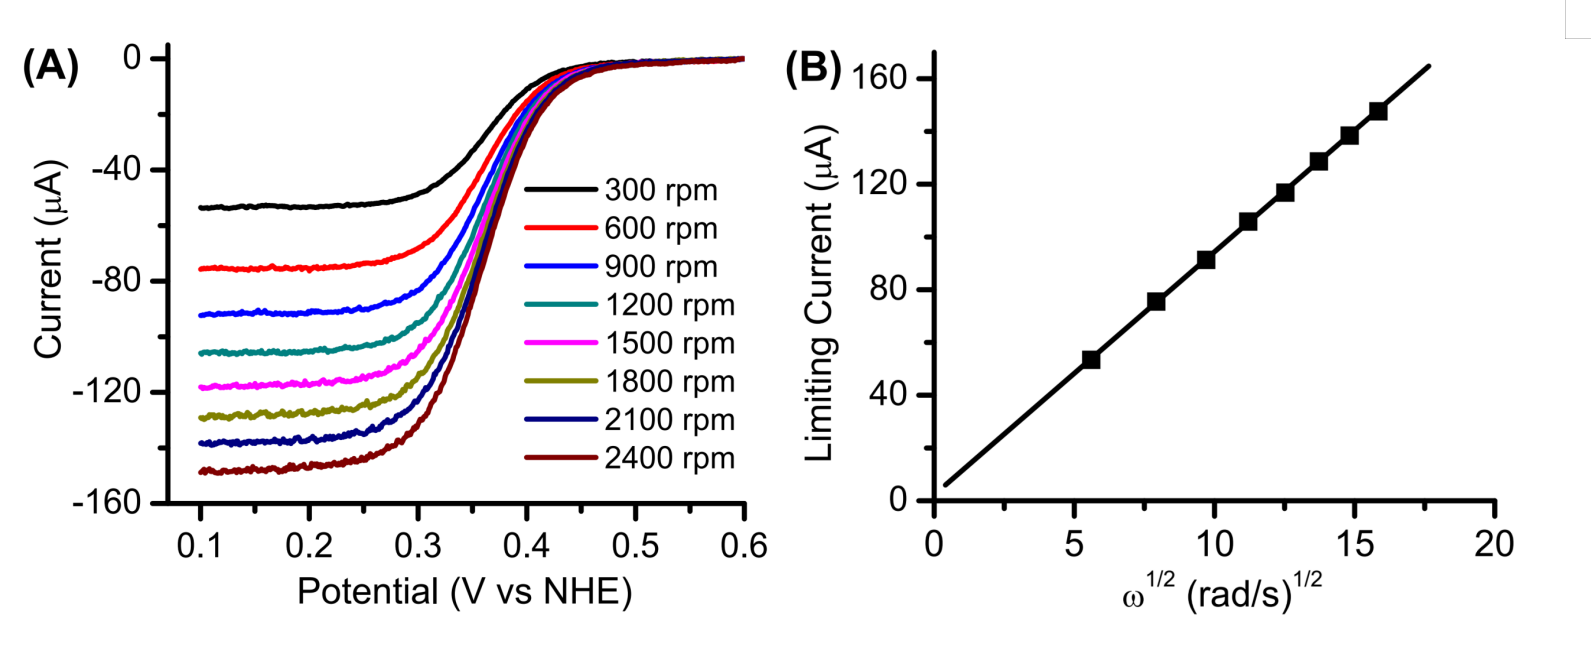 (A)
0
-40
-80
-120
-160
Current (μA)
300 rpm
600 rpm
900 rpm
1200 rpm
1500 rpm
1800 rpm
2100 rpm
2400 rpm
0.1 0.2 0.3 0.4 0.5 0.6
Potential (V vs NHE)
(B)
160
120
80
40
0
Limiting Current (μA)
0 5 10 15 20
ω^1/2 (rad/s)^1/2